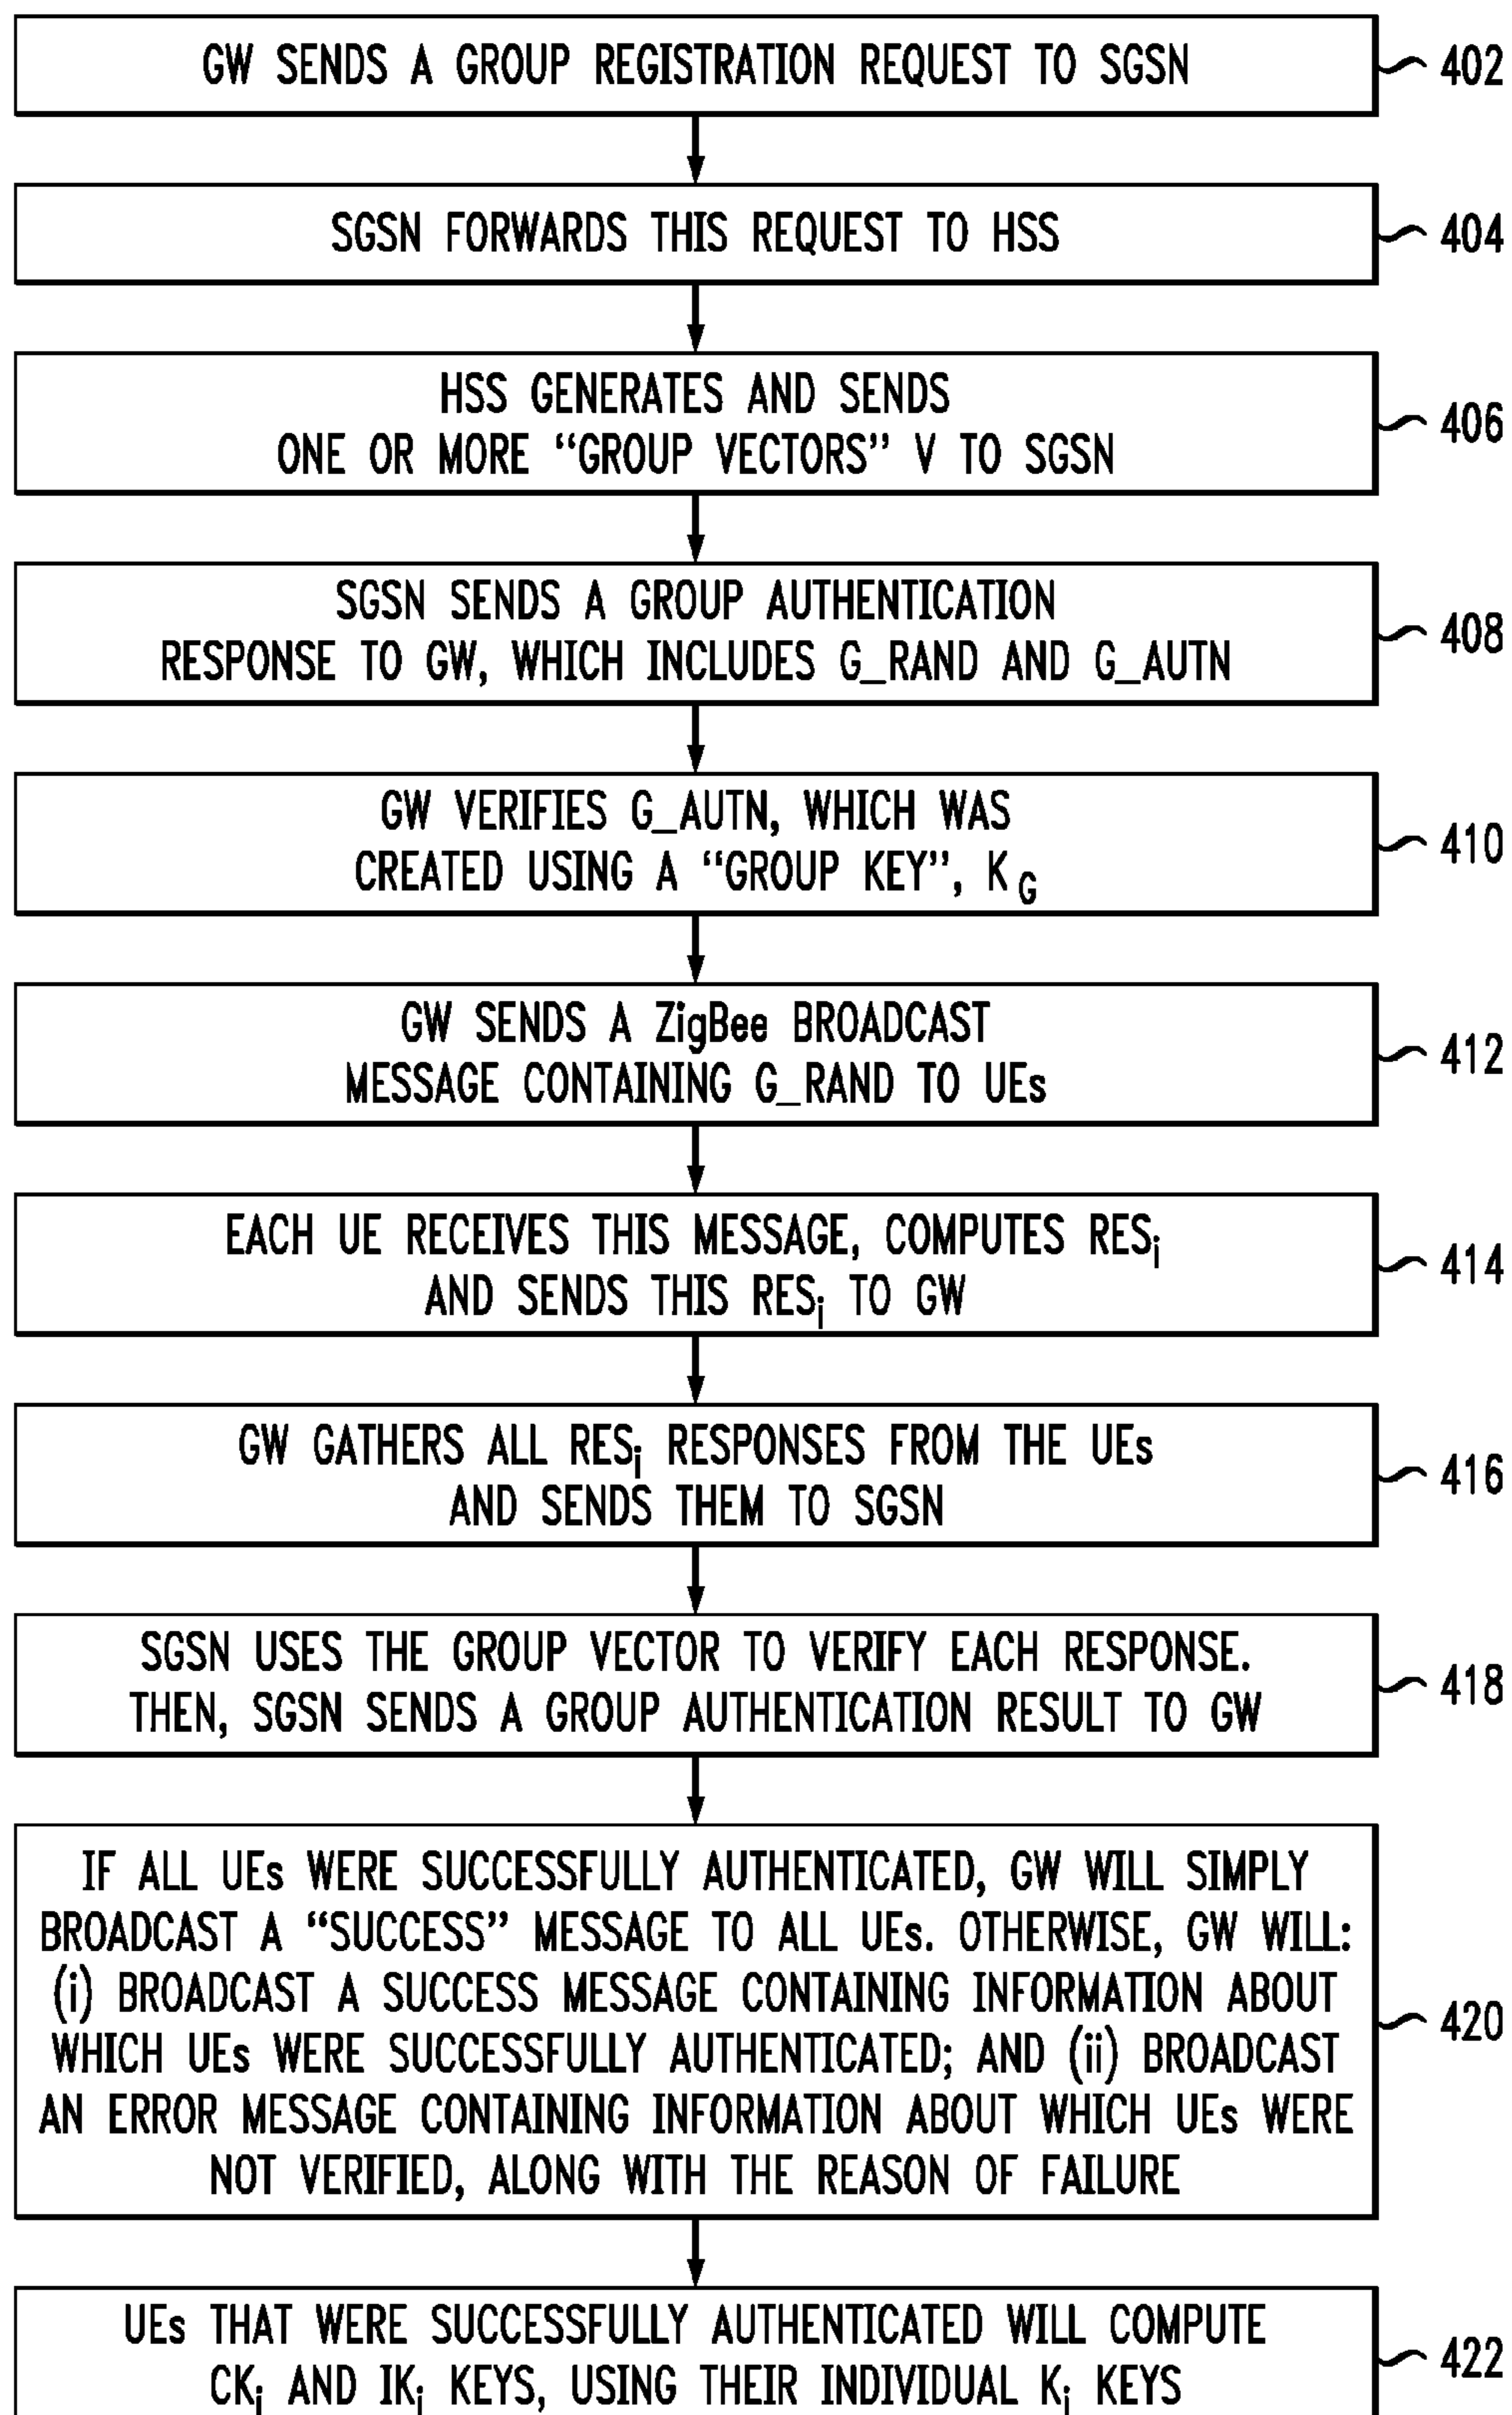 GW SENDS A GROUP REGISTRATION REQUEST TO SGSN
402
SGSN FORWARDS THIS REQUEST TO HSS
404
HSS GENERATES AND SENDS
ONE OR MORE “GROUP VECTORS” V TO SGSN
406
SGSN SENDS A GROUP AUTHENTICATION
RESPONSE TO GW, WHICH INCLUDES G_RAND AND G_AUTN
408
GW VERIFIES G_AUTN, WHICH WAS
CREATED USING A “GROUP KEY”, KG
410
GW SENDS A ZigBee BROADCAST
MESSAGE CONTAINING G_RAND TO UEs
412
EACH UE RECEIVES THIS MESSAGE, COMPUTES RESi
AND SENDS THIS RESi TO GW
414
GW GATHERS ALL RESi RESPONSES FROM THE UEs
AND SENDS THEM TO SGSN
416
SGSN USES THE GROUP VECTOR TO VERIFY EACH RESPONSE.
THEN, SGSN SENDS A GROUP AUTHENTICATION RESULT TO GW
418
IF ALL UEs WERE SUCCESSFULLY AUTHENTICATED, GW WILL SIMPLY
BROADCAST A “SUCCESS” MESSAGE TO ALL UEs. OTHERWISE, GW WILL:
(i) BROADCAST A SUCCESS MESSAGE CONTAINING INFORMATION ABOUT
WHICH UEs WERE SUCCESSFULLY AUTHENTICATED; AND (ii) BROADCAST
AN ERROR MESSAGE CONTAINING INFORMATION ABOUT WHICH UEs WERE
NOT VERIFIED, ALONG WITH THE REASON OF FAILURE
420
UEs THAT WERE SUCCESSFULLY AUTHENTICATED WILL COMPUTE
CKi AND IKi KEYS, USING THEIR INDIVIDUAL Ki KEYS
422